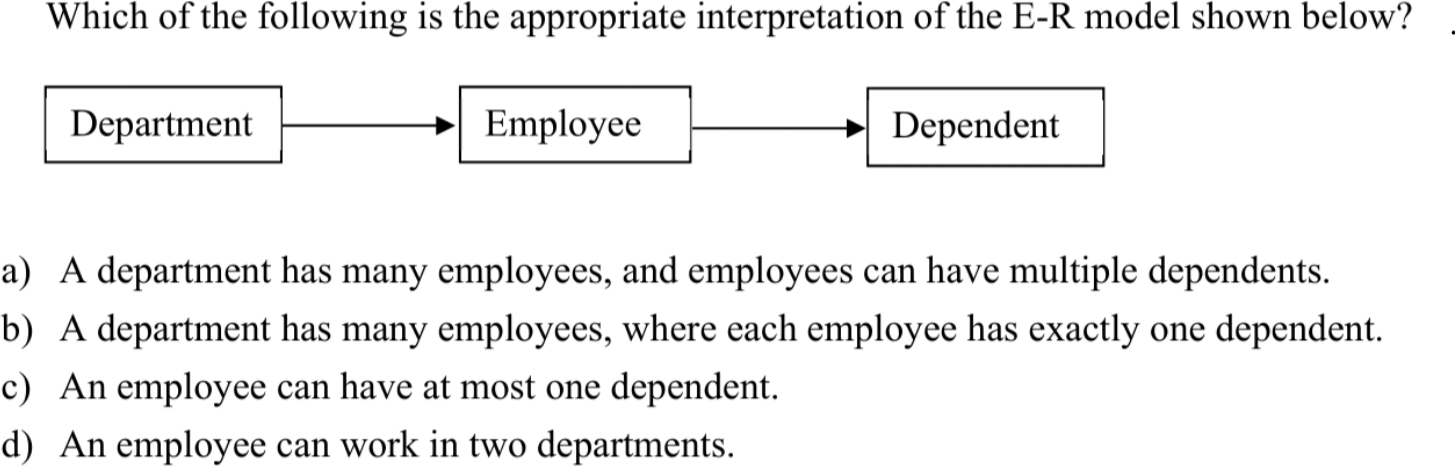 Which of the following is the appropriate interpretation of the E-R model shown below?
Department Employee Dependent
a) A department has many employees, and employees can have multiple dependents.
b) A department has many employees, where each employee has exactly one dependent.
c) An employee can have at most one dependent.
d) An employee can work in two departments.